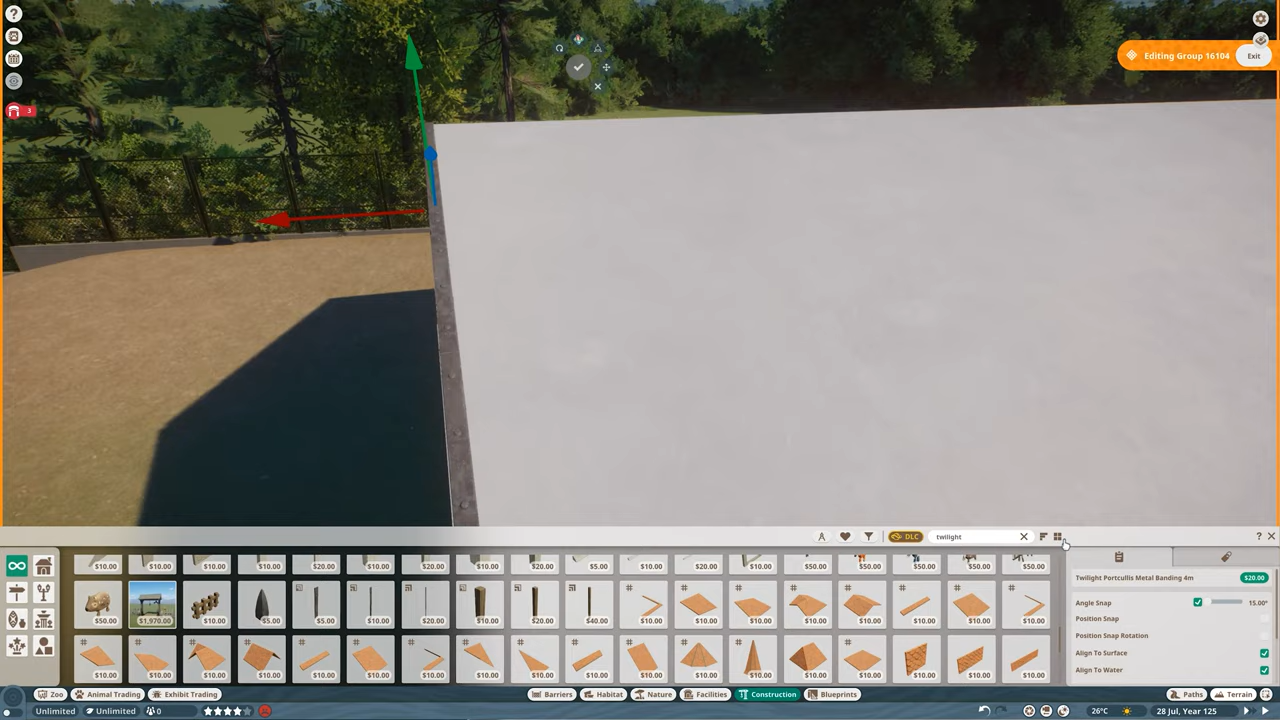 ?
Editing Group 16104
Exit
3
DLC
twilight
?
$10.00 $10.00 $10.00 $10.00 $20.00 $10.00 $20.00 $20.00 $20.00 $5.00 $10.00 $20.00 $10.00 $50.00 $50.00 $50.00 $50.00 $50.00
$50.00 $1,970.00 $10.00 $5.00 $5.00 $10.00 $20.00 $10.00 $20.00 $40.00 $10.00 $10.00 $10.00 $10.00 $10.00 $10.00 $10.00 $10.00
$10.00 $10.00 $10.00 $10.00 $10.00 $10.00 $10.00 $10.00 $10.00 $10.00 $10.00 $10.00 $10.00 $10.00 $10.00 $10.00 $10.00 $10.00
Twilight Portcullis Metal Banding 4m $20.00
Angle Snap 15.00°
Position Snap
Position Snap Rotation
Align To Surface
Align To Water
Zoo Animal Trading Exhibit Trading Barriers Habitat Nature Facilities Construction Blueprints Paths Terrain
Unlimited Unlimited 0 26°C 28 Jul, Year 125